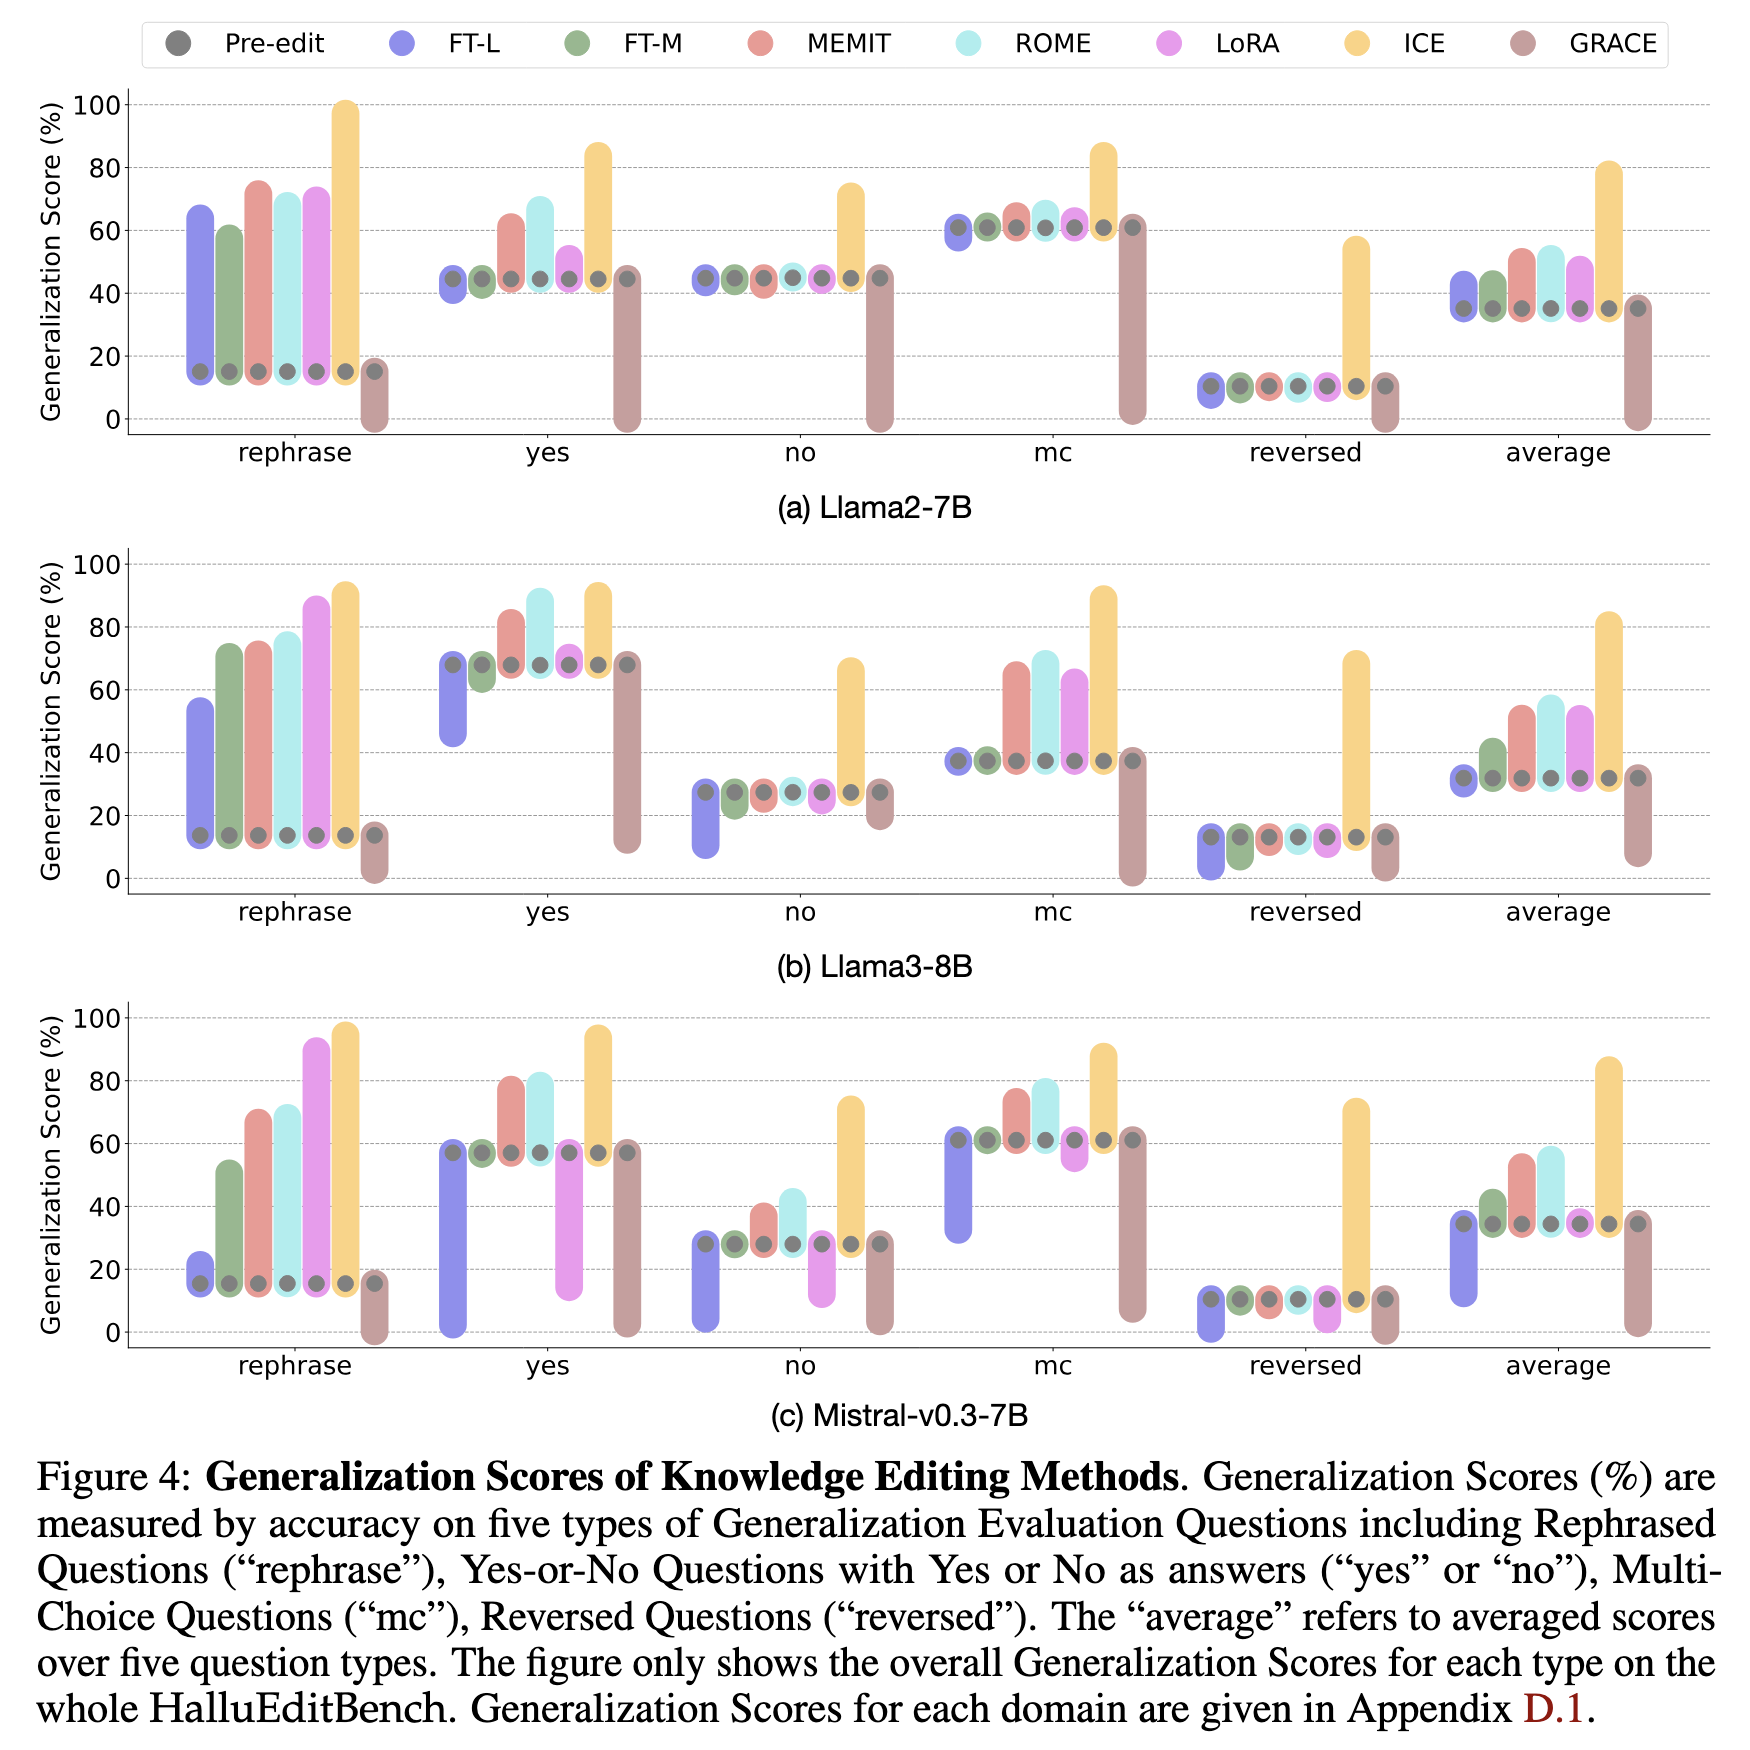 Pre-edit FT-L FT-M MEMIT ROME LoRA ICE GRACE
Generalization Score (%)
100
80
60
40
20
0
rephrase yes no mc reversed average
(a) Llama2-7B
Generalization Score (%)
100
80
60
40
20
0
rephrase yes no mc reversed average
(b) Llama3-8B
Generalization Score (%)
100
80
60
40
20
0
rephrase yes no mc reversed average
(c) Mistral-v0.3-7B
Figure 4: Generalization Scores of Knowledge Editing Methods. Generalization Scores (%) are
measured by accuracy on five types of Generalization Evaluation Questions including Rephrased
Questions (“rephrase”), Yes-or-No Questions with Yes or No as answers (“yes” or “no”), Multi-
Choice Questions (“mc”), Reversed Questions (“reversed”). The “average” refers to averaged scores
over five question types. The figure only shows the overall Generalization Scores for each type on the
whole HalluEditBench. Generalization Scores for each domain are given in Appendix D.1.